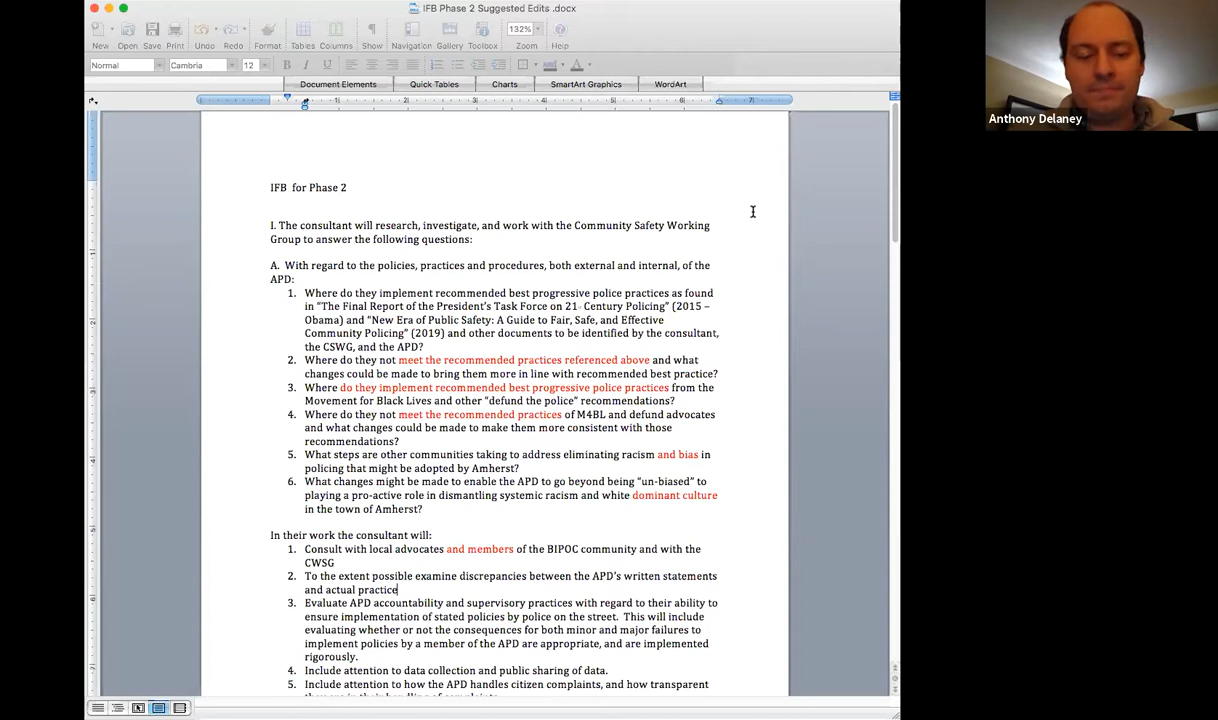 IFB Phase 2 Suggested Edits .docx
New Open Save Print Undo Redo Format Tables Columns Show Navigation Gallery Toolbox Zoom Help
132%
Normal Cambria 12 B I U A
Document Elements Quick Tables Charts SmartArt Graphics WordArt
1 2 3 4 5 6 7
Anthony Delaney
IFB for Phase 2
I. The consultant will research, investigate, and work with the Community Safety Working
Group to answer the following questions:
A. With regard to the policies, practices and procedures, both external and internal, of the
APD:
1. Where do they implement recommended best progressive police practices as found
in “The Final Report of the President’s Task Force on 21 Century Policing” (2015 –
Obama) and “New Era of Public Safety: A Guide to Fair, Safe, and Effective
Community Policing” (2019) and other documents to be identified by the consultant,
the CSWG, and the APD?
2. Where do they not meet the recommended practices referenced above and what
changes could be made to bring them more in line with recommended best practice?
3. Where do they implement recommended best progressive police practices from the
Movement for Black Lives and other “defund the police” recommendations?
4. Where do they not meet the recommended practices of M4BL and defund advocates
and what changes could be made to make them more consistent with those
recommendations?
5. What steps are other communities taking to address eliminating racism and bias in
policing that might be adopted by Amherst?
6. What changes might be made to enable the APD to go beyond being “un-biased” to
playing a pro-active role in dismantling systemic racism and white dominant culture
in the town of Amherst?
In their work the consultant will:
1. Consult with local advocates and members of the BIPOC community and with the
CWSG
2. To the extent possible examine discrepancies between the APD’s written statements
and actual practice
3. Evaluate APD accountability and supervisory practices with regard to their ability to
ensure implementation of stated policies by police on the street. This will include
evaluating whether or not the consequences for both minor and major failures to
implement policies by a member of the APD are appropriate, and are implemented
rigorously.
4. Include attention to data collection and public sharing of data.
5. Include attention to how the APD handles citizen complaints, and how transparent